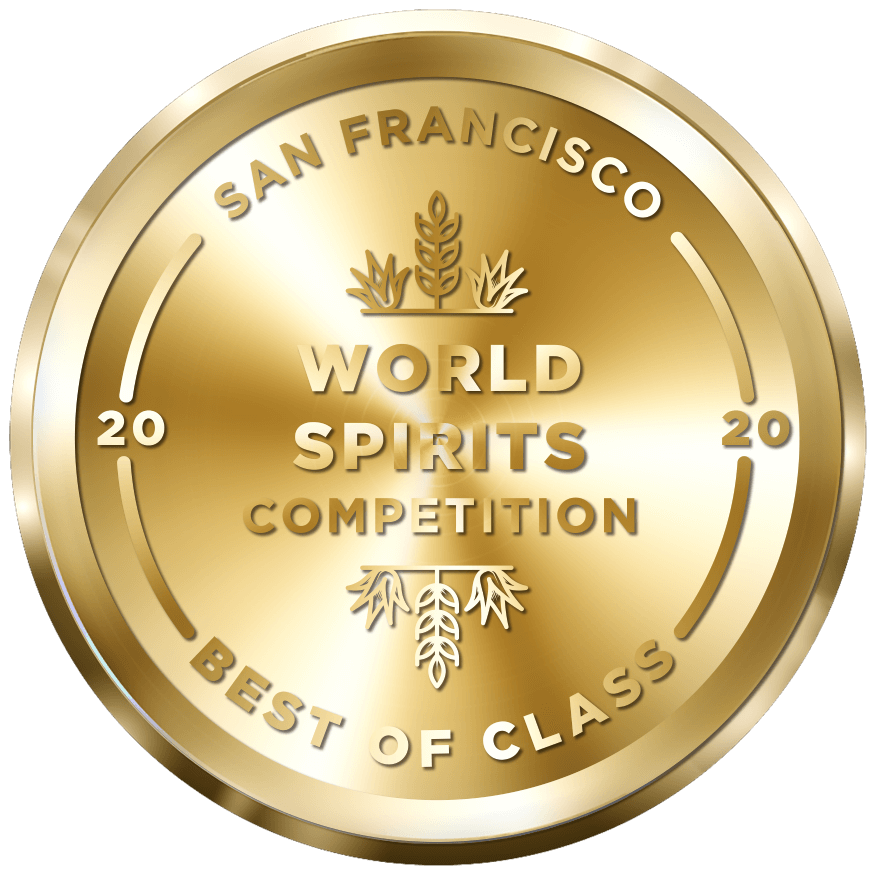 SAN FRANCISCO
WORLD
SPIRITS
COMPETITION
20 20
BEST OF CLASS